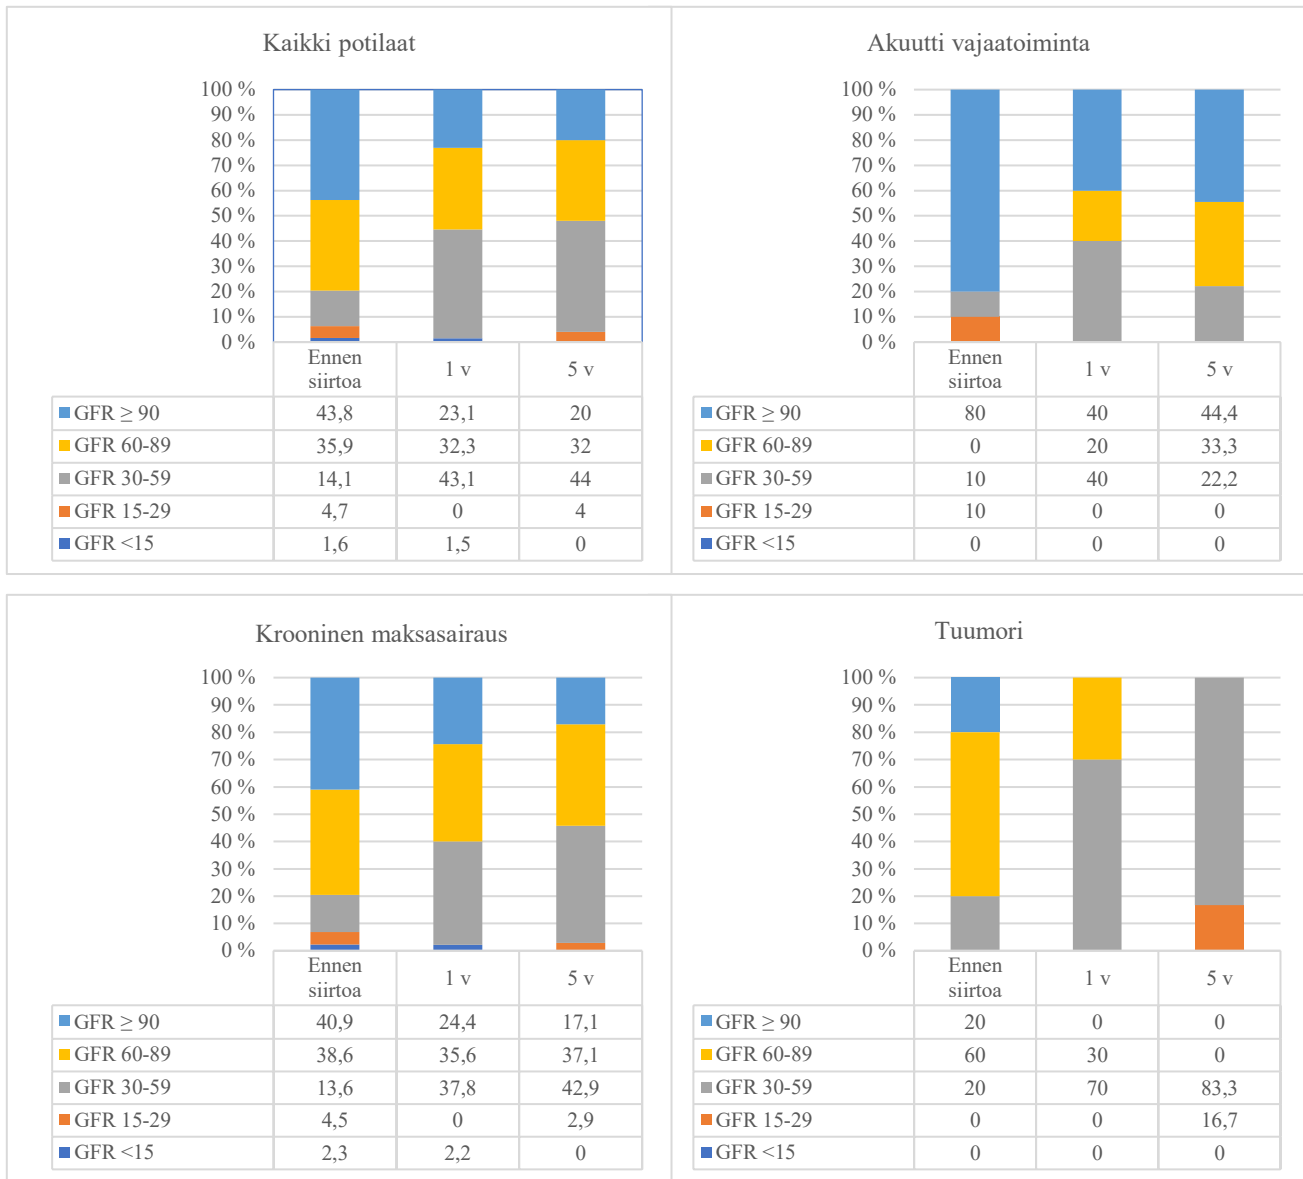 Kaikki potilaat
100 %
90 %
80 %
70 %
60 %
50 %
40 %
30 %
20 %
10 %
0 %
Ennen siirtoa 1 v 5 v
GFR ≥ 90 43,8 23,1 20
GFR 60-89 35,9 32,3 32
GFR 30-59 14,1 43,1 44
GFR 15-29 4,7 0 4
GFR <15 1,6 1,5 0
Akuutti vajaatoiminta
100 %
90 %
80 %
70 %
60 %
50 %
40 %
30 %
20 %
10 %
0 %
Ennen siirtoa 1 v 5 v
GFR ≥ 90 80 40 44,4
GFR 60-89 0 20 33,3
GFR 30-59 10 40 22,2
GFR 15-29 10 0 0
GFR <15 0 0 0
Krooninen maksasairaus
100 %
90 %
80 %
70 %
60 %
50 %
40 %
30 %
20 %
10 %
0 %
Ennen siirtoa 1 v 5 v
GFR ≥ 90 40,9 24,4 17,1
GFR 60-89 38,6 35,6 37,1
GFR 30-59 13,6 37,8 42,9
GFR 15-29 4,5 0 2,9
GFR <15 2,3 2,2 0
Tuumori
100 %
90 %
80 %
70 %
60 %
50 %
40 %
30 %
20 %
10 %
0 %
Ennen siirtoa 1 v 5 v
GFR ≥ 90 20 0 0
GFR 60-89 60 30 0
GFR 30-59 20 70 83,3
GFR 15-29 0 0 16,7
GFR <15 0 0 0